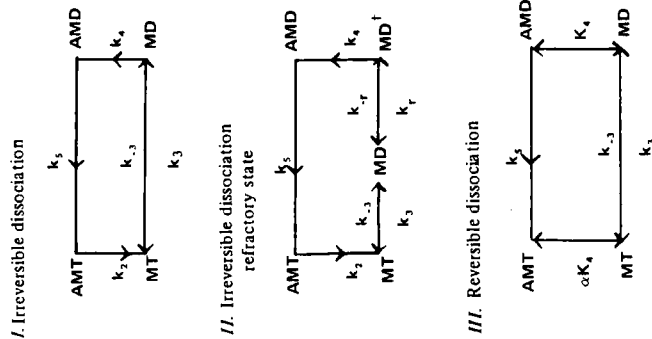 I. Irreversible dissociation
AMD
k₄
MD
k₅
k₋₃
k₃
AMT
k₂
MT
II. Irreversible dissociation
refractory state
AMD
k₄
MD†
k₅
k₋r
kr
MD
k₋₃
k₃
AMT
k₂
MT
III. Reversible dissociation
AMD
K₄
MD
k₅
k₋₃
k₃
AMT
αK₄
MT